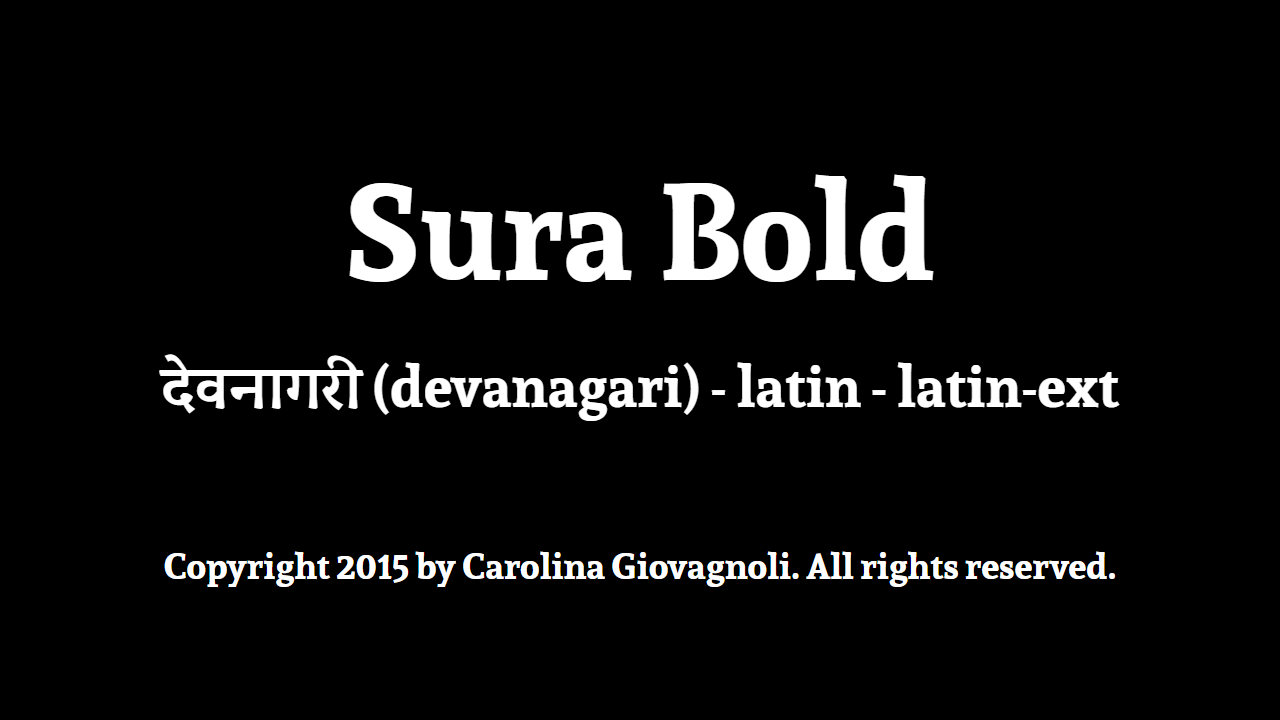 Sura Bold
देवनागरी (devanagari) - latin - latin-ext
Copyright 2015 by Carolina Giovagnoli. All rights reserved.